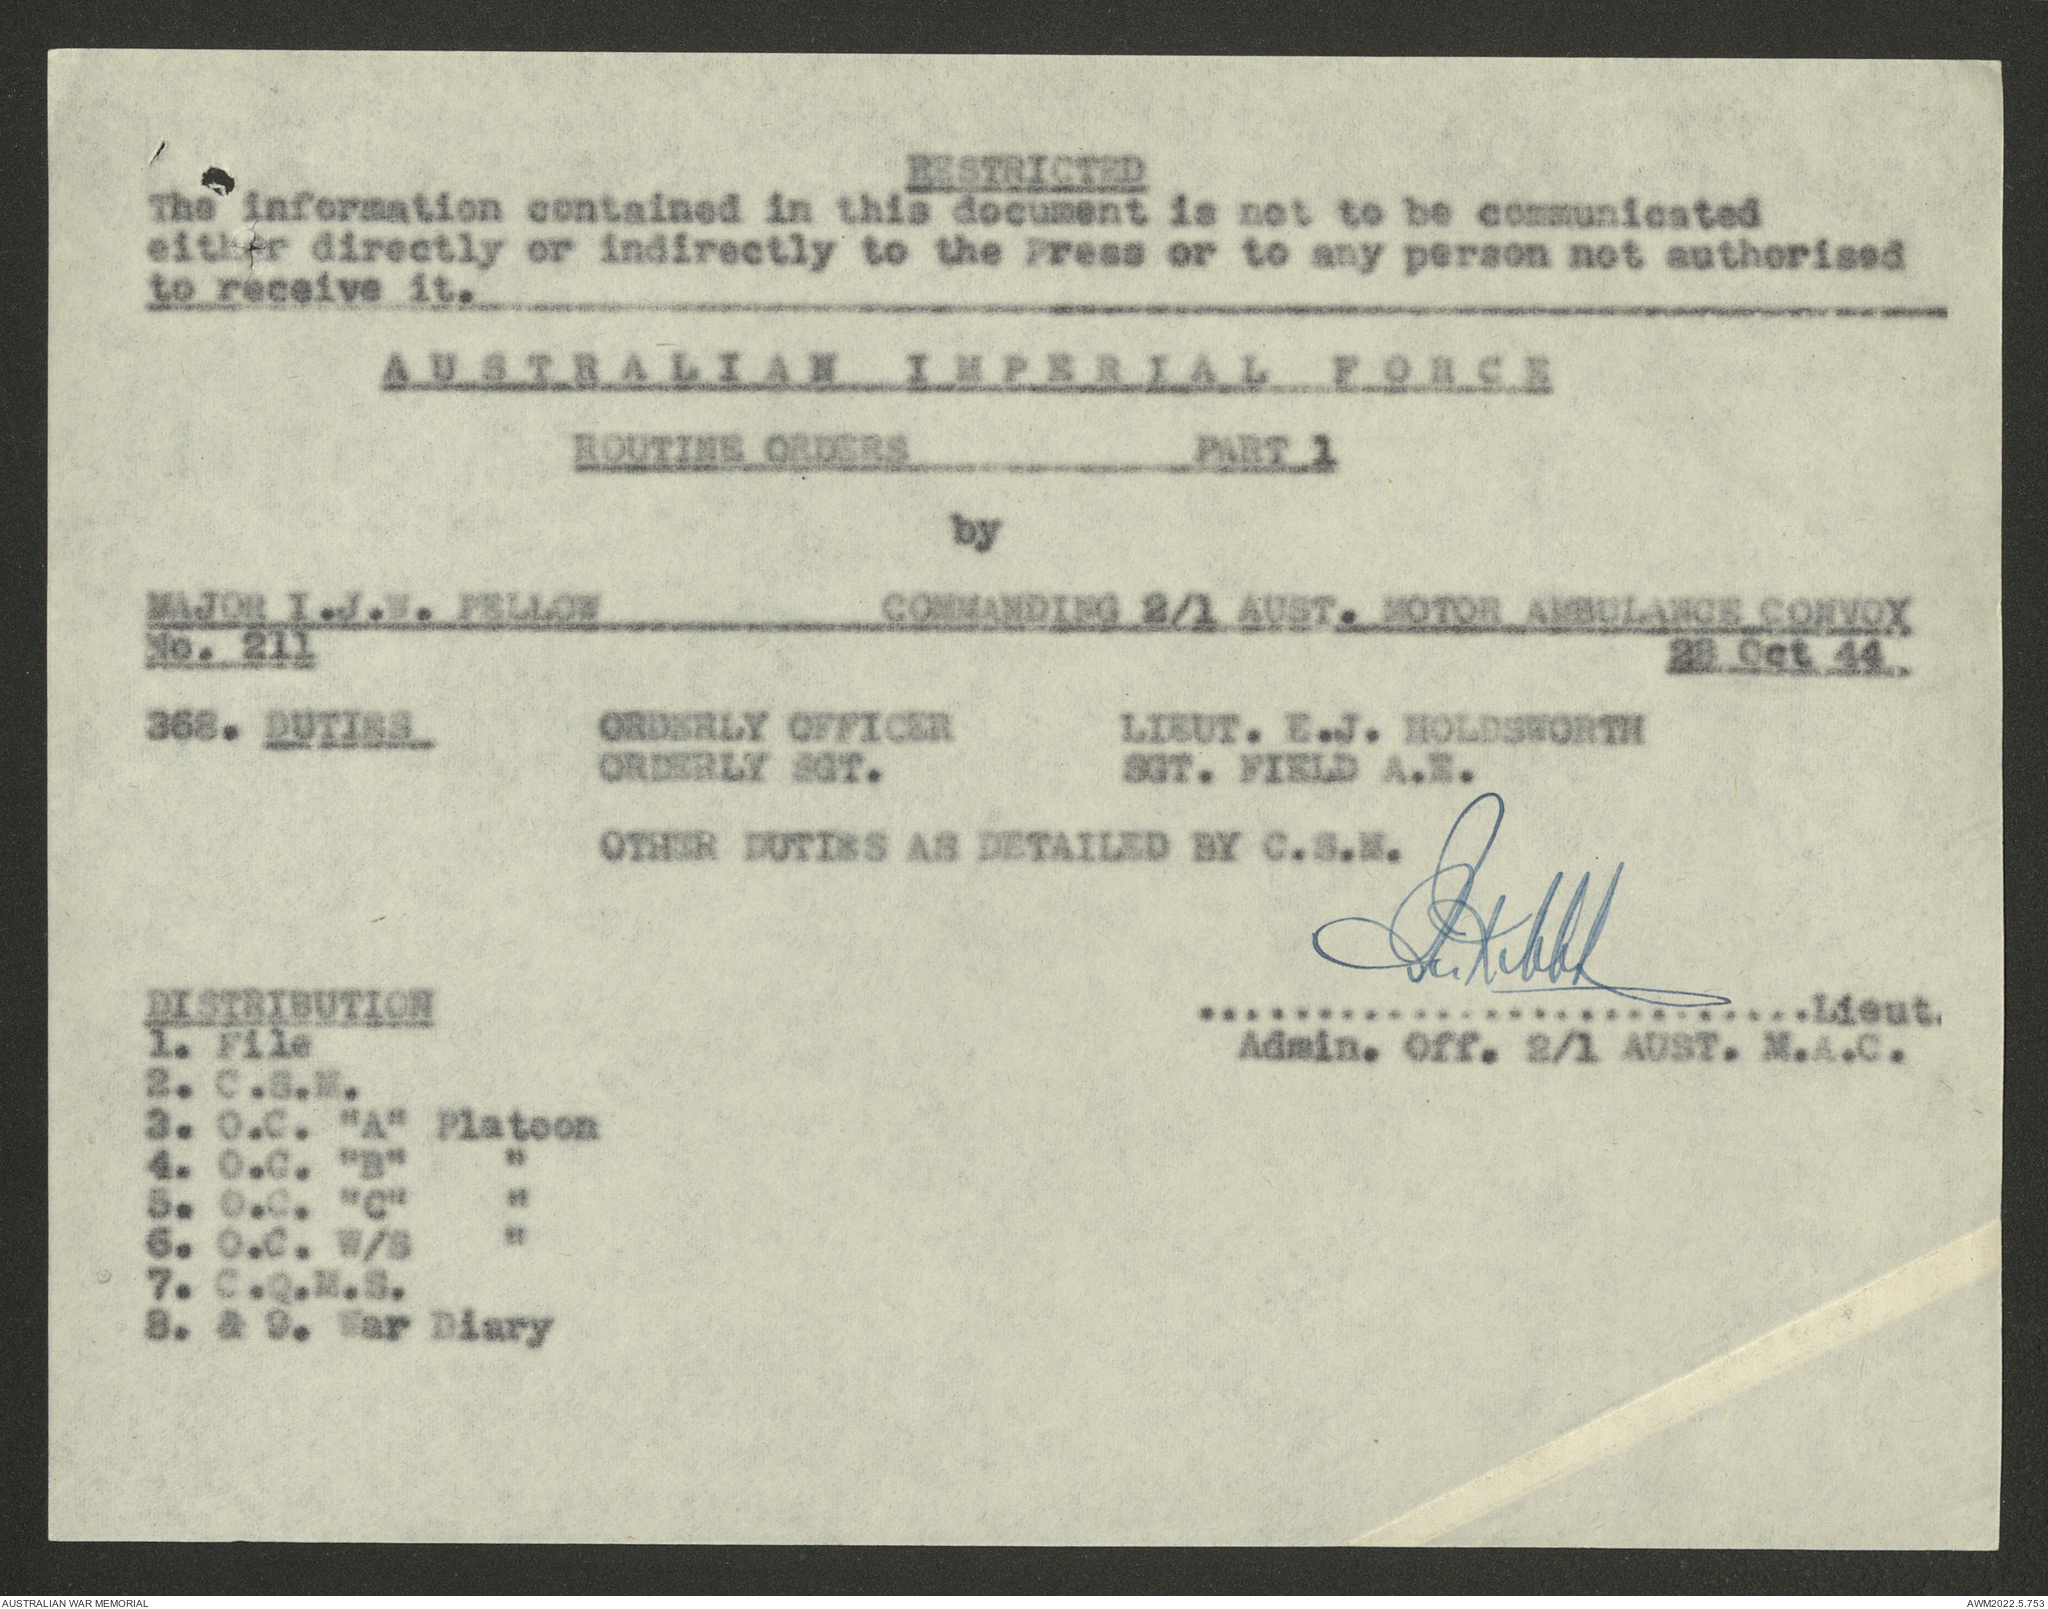 RESTRICTED
The information contained in this document is not to be communicated
either directly or indirectly to the Press or to any person not authorised
to receive it.
AUSTRALIAN IMPERIAL FORCE
ROUTINE ORDERS PART 1
by
MAJOR I.J.W. PELLOW COMMANDING 2/1 AUST. MOTOR AMBULANCE CONVOY
No. 211 28 Oct 44.
368. DUTIES ORDERLY OFFICER LIEUT. E.J. HOLDSWORTH
ORDERLY SGT. SGT. FIELD A.E.
OTHER DUTIES AS DETAILED BY C.S.M.
DISTRIBUTION ..........................Lieut.
1. File Admin. Off. 2/1 AUST. M.A.C.
2. C.S.M.
3. O.C. "A" Platoon
4. O.C. "B" "
5. O.C. "C" "
6. O.C. W/S "
7. C.Q.M.S.
8. & 9. War Diary
AUSTRALIAN WAR MEMORIAL AWM2022.5.753